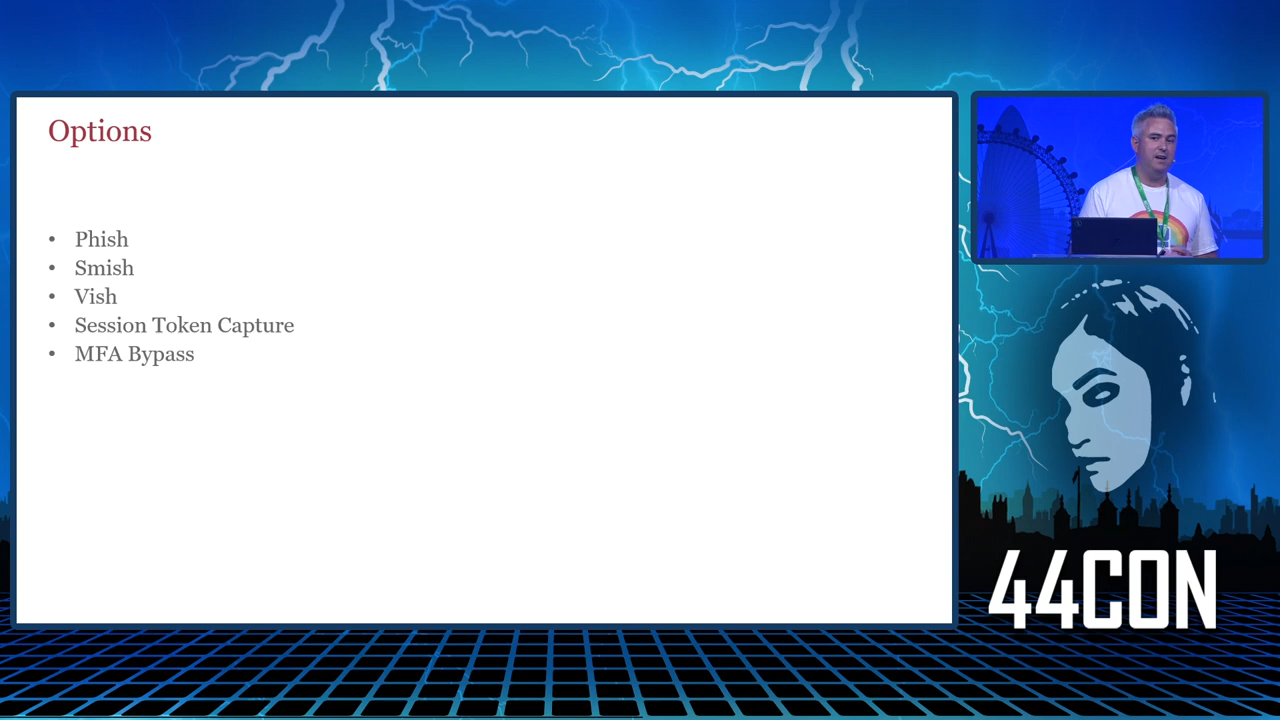 Options
• Phish
• Smish
• Vish
• Session Token Capture
• MFA Bypass
44CON